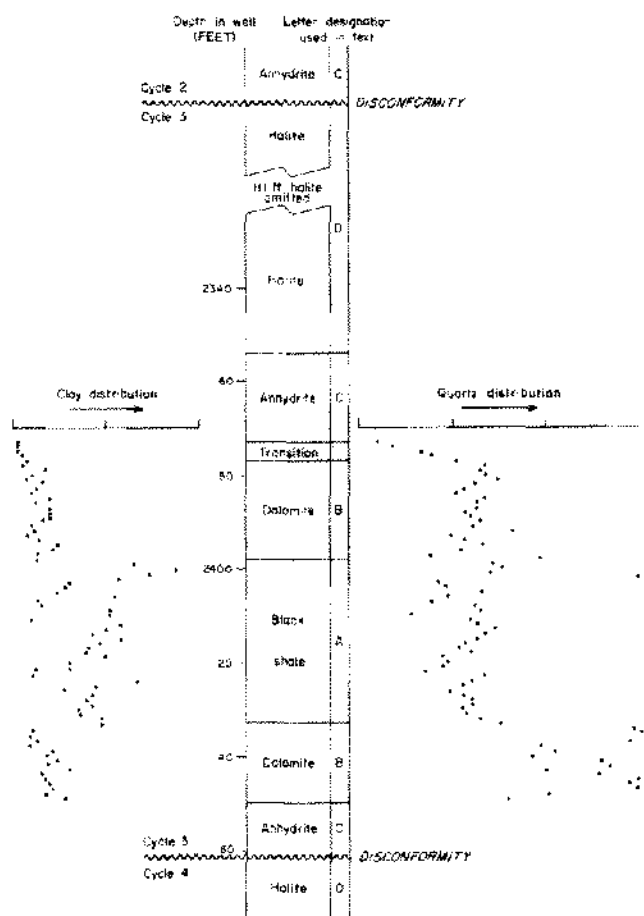 Depth in well
(FEET)
Letter designation
used in text
Anhydrite
C
Cycle 2
DISCONFORMITY
Cycle 3
Halite
halite
omitted
D
2340
Halite
60
Clay distribution
Anhydrite
C
Quartz distribution
Transition
80
Dolomite
B
2400
Black
A
shale
20
40
Dolomite
B
Anhydrite
C
Cycle 3
60
DISCONFORMITY
Cycle 4
Halite
D